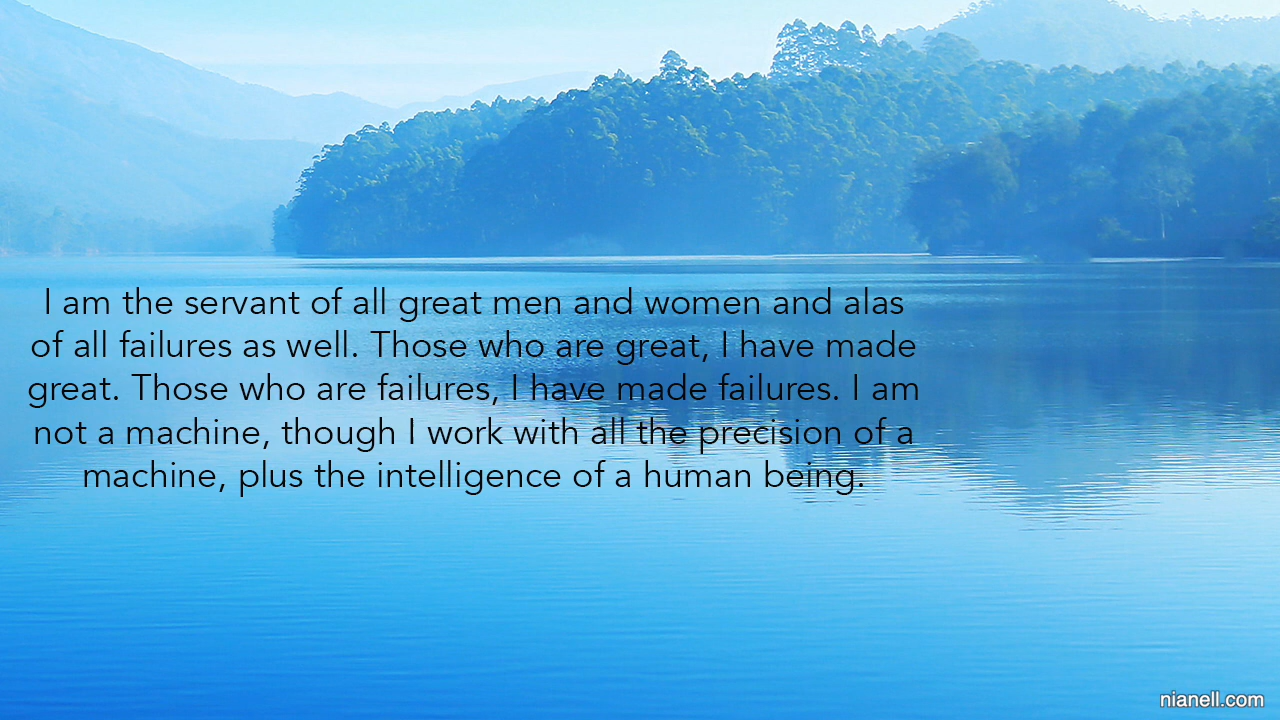 I am the servant of all great men and women and alas
of all failures as well. Those who are great, I have made
great. Those who are failures, I have made failures. I am
not a machine, though I work with all the precision of a
machine, plus the intelligence of a human being.
nianell.com